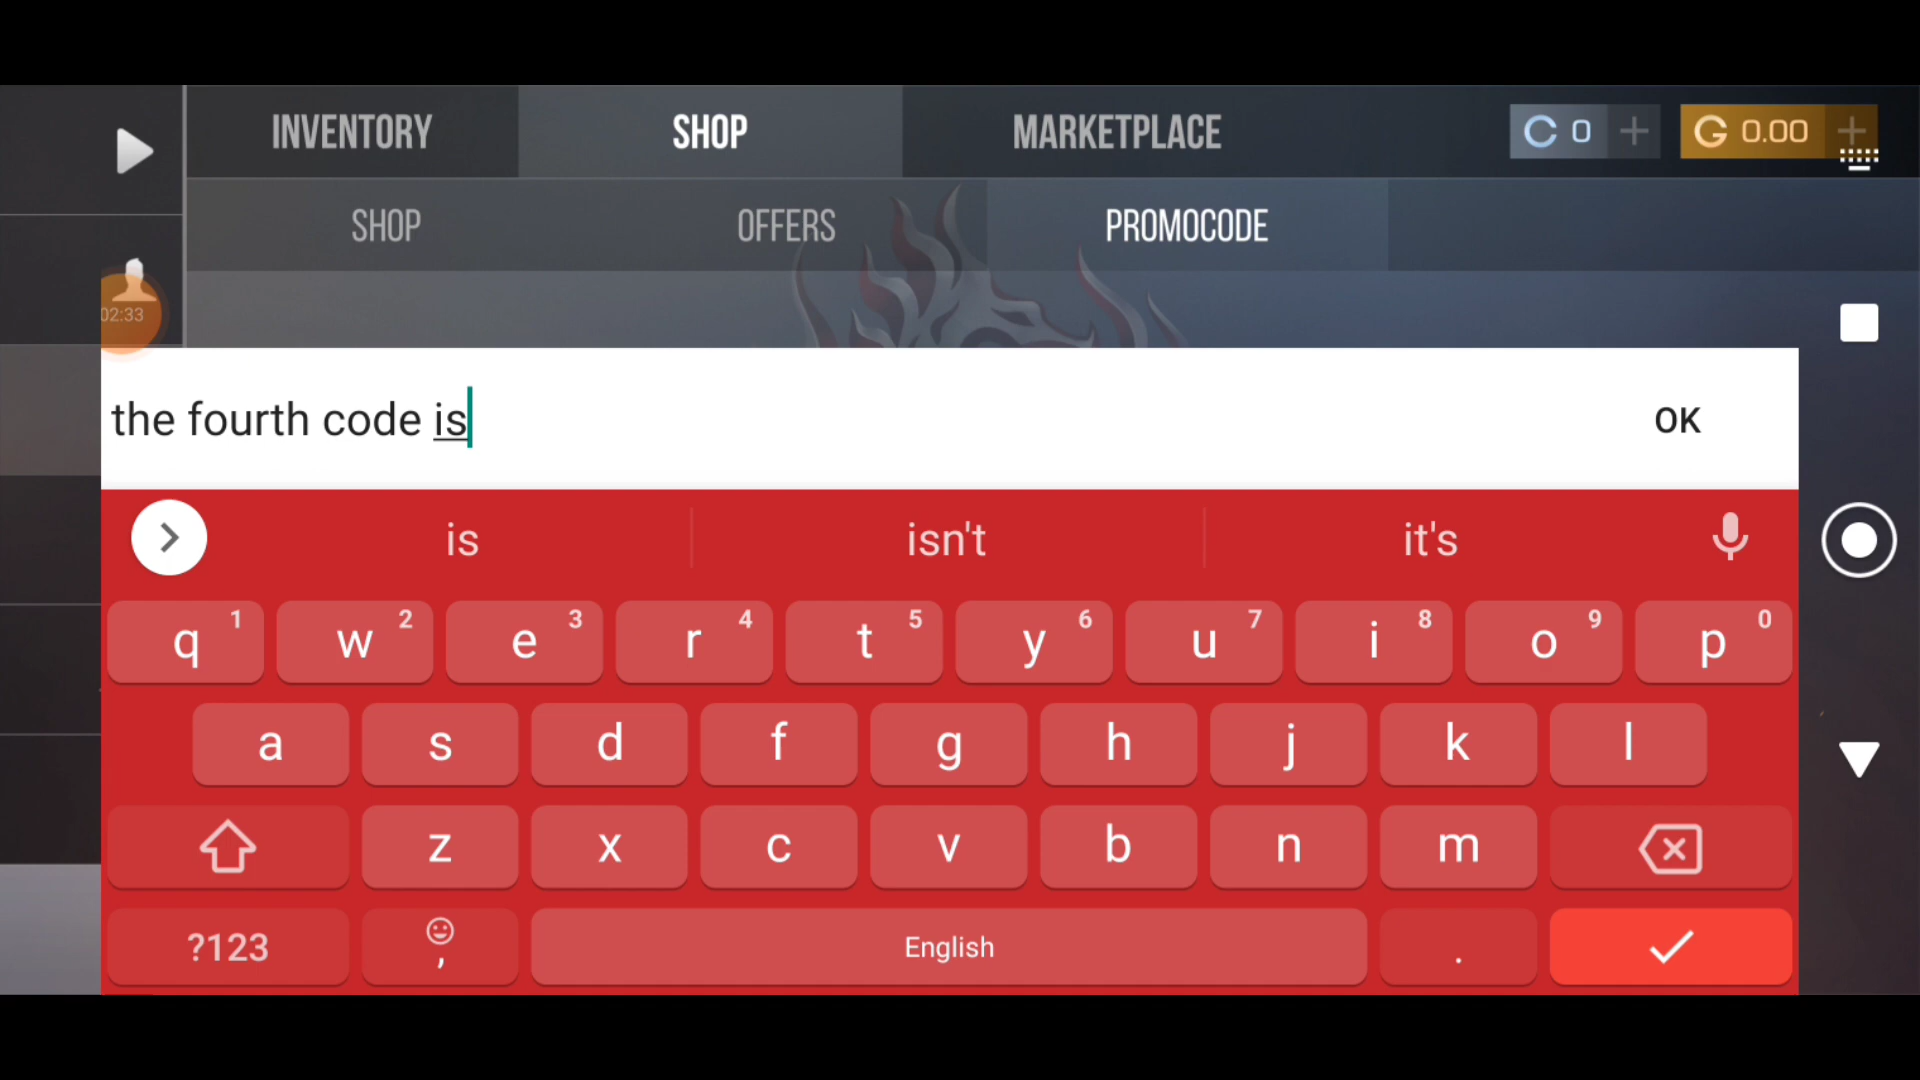 INVENTORY SHOP MARKETPLACE C 0 + G 0.00 +
SHOP OFFERS PROMOCODE
02:33
the fourth code is OK
is isn't it's
q 1 w 2 e 3 r 4 t 5 y 6 u 7 i 8 o 9 p 0
a s d f g h j k l
z x c v b n m
?123 , English .